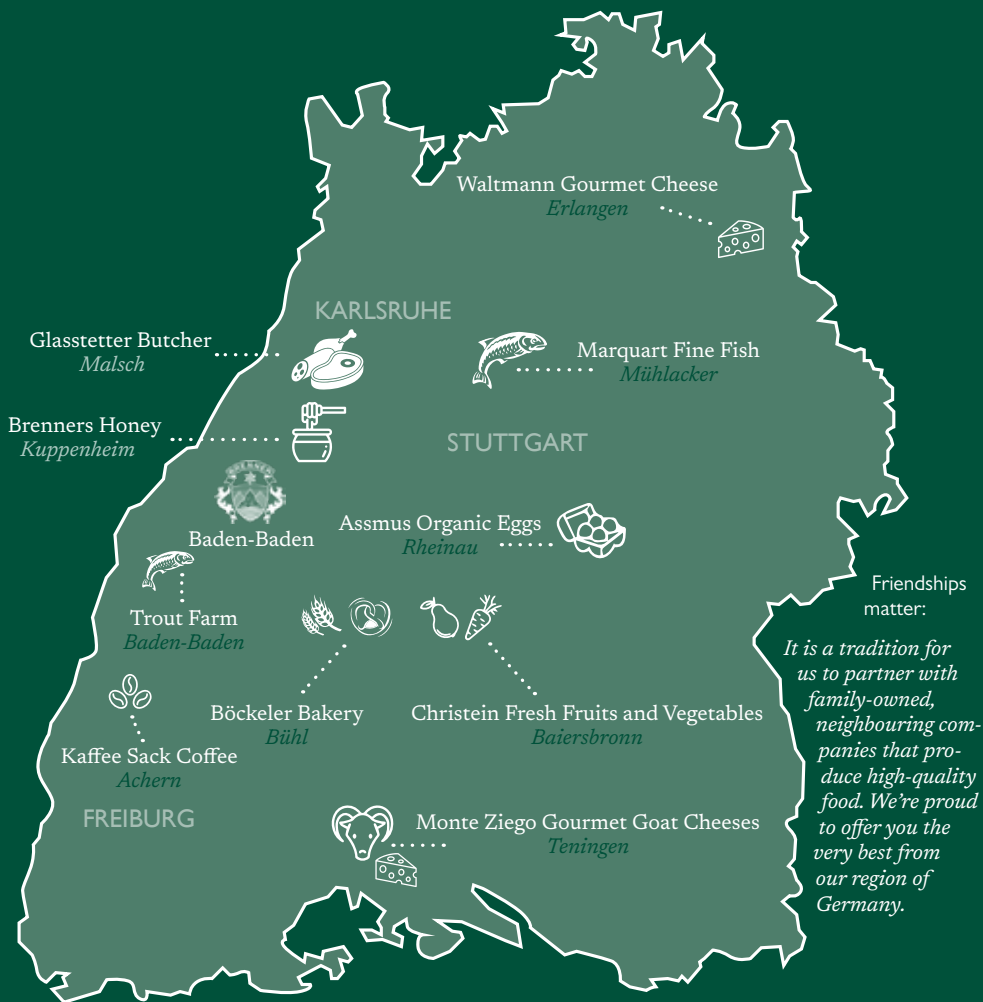 Waltmann Gourmet Cheese
Erlangen
KARLSRUHE
Glasstetter Butcher
Malsch
Marquart Fine Fish
Mühlacker
Brenners Honey
Kuppenheim
STUTTGART
BRENNER
Baden-Baden
Assmus Organic Eggs
Rheinau
Trout Farm
Baden-Baden
Böckeler Bakery
Bühl
Christein Fresh Fruits and Vegetables
Baiersbronn
Kaffee Sack Coffee
Achern
FREIBURG
Monte Ziego Gourmet Goat Cheeses
Teningen
Friendships
matter:
It is a tradition for
us to partner with
family-owned,
neighbouring com-
panies that pro-
duce high-quality
food. We’re proud
to offer you the
very best from
our region of
Germany.